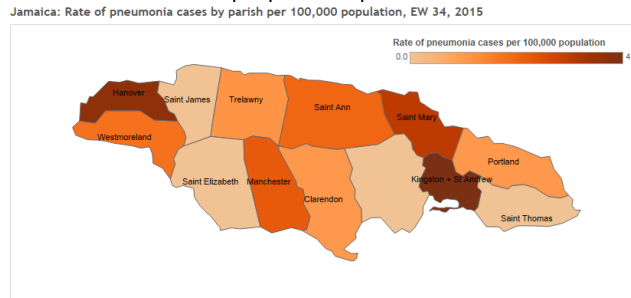 Jamaica: Rate of pneumonia cases by parish per 100,000 population, EW 34, 2015
Rate of pneumonia cases per 100,000 population
0.0 4
Hanover
Saint James
Trelawny
Saint Ann
Saint Mary
Westmoreland
Portland
Saint Elizabeth
Manchester
Kingston + St Andrew
Clarendon
Saint Thomas